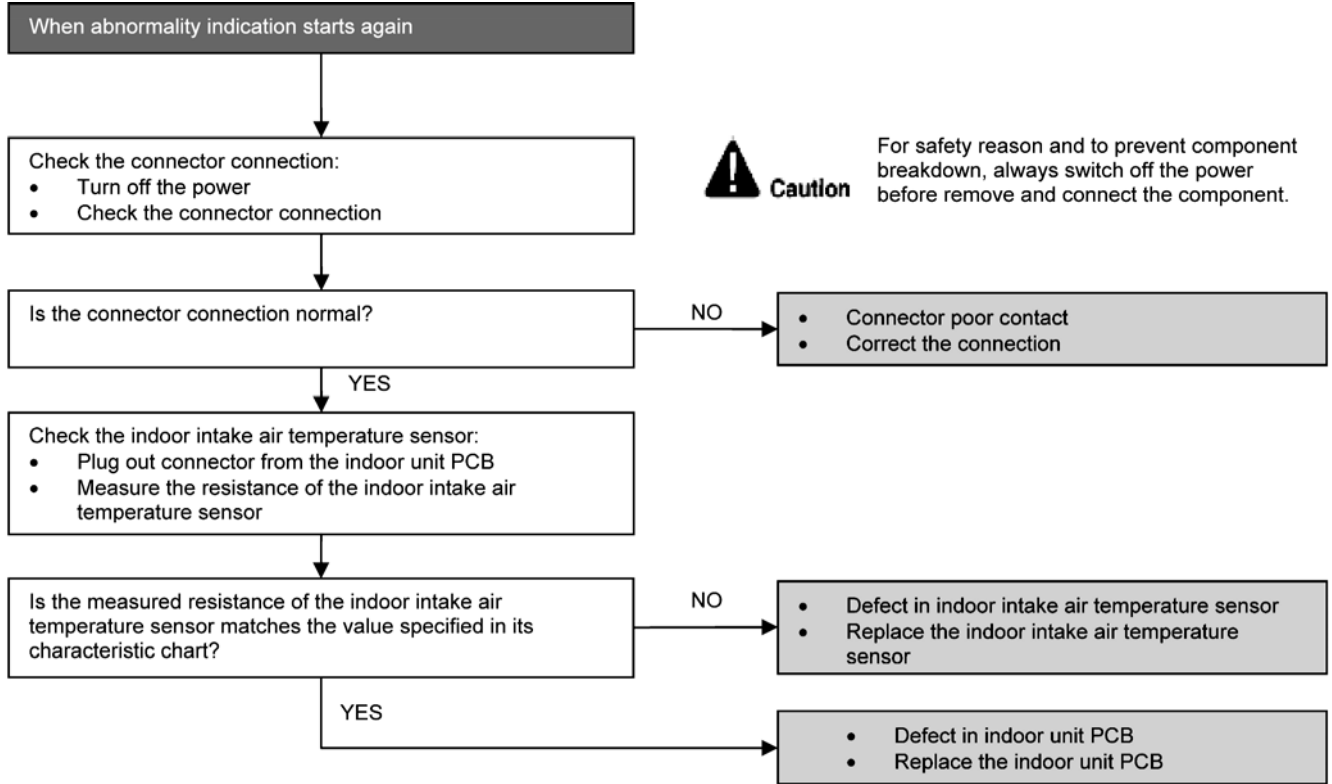 When abnormality indication starts again
Check the connector connection:
• Turn off the power
• Check the connector connection
Caution
For safety reason and to prevent component
breakdown, always switch off the power
before remove and connect the component.
Is the connector connection normal?
NO
• Connector poor contact
• Correct the connection
YES
Check the indoor intake air temperature sensor:
• Plug out connector from the indoor unit PCB
• Measure the resistance of the indoor intake air
temperature sensor
Is the measured resistance of the indoor intake air
temperature sensor matches the value specified in its
characteristic chart?
NO
• Defect in indoor intake air temperature sensor
• Replace the indoor intake air temperature
sensor
YES
• Defect in indoor unit PCB
• Replace the indoor unit PCB